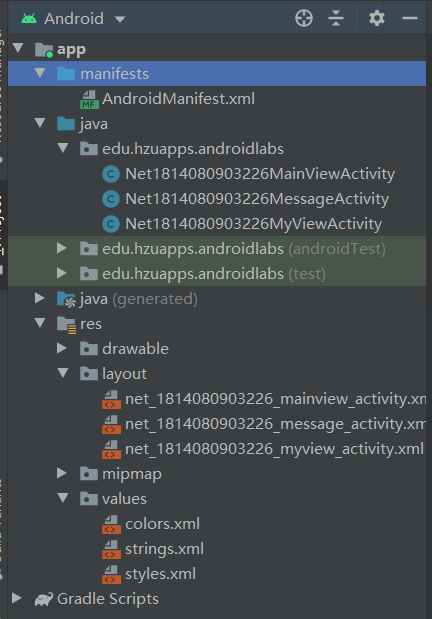 Android
app
manifests
AndroidManifest.xml
java
edu.hzuapps.androidlabs
Net1814080903226MainViewActivity
Net1814080903226MessageActivity
Net1814080903226MyViewActivity
edu.hzuapps.androidlabs (androidTest)
edu.hzuapps.androidlabs (test)
java (generated)
res
drawable
layout
net_1814080903226_mainview_activity.xm
net_1814080903226_message_activity.xm
net_1814080903226_myview_activity.xml
mipmap
values
colors.xml
strings.xml
styles.xml
Gradle Scripts